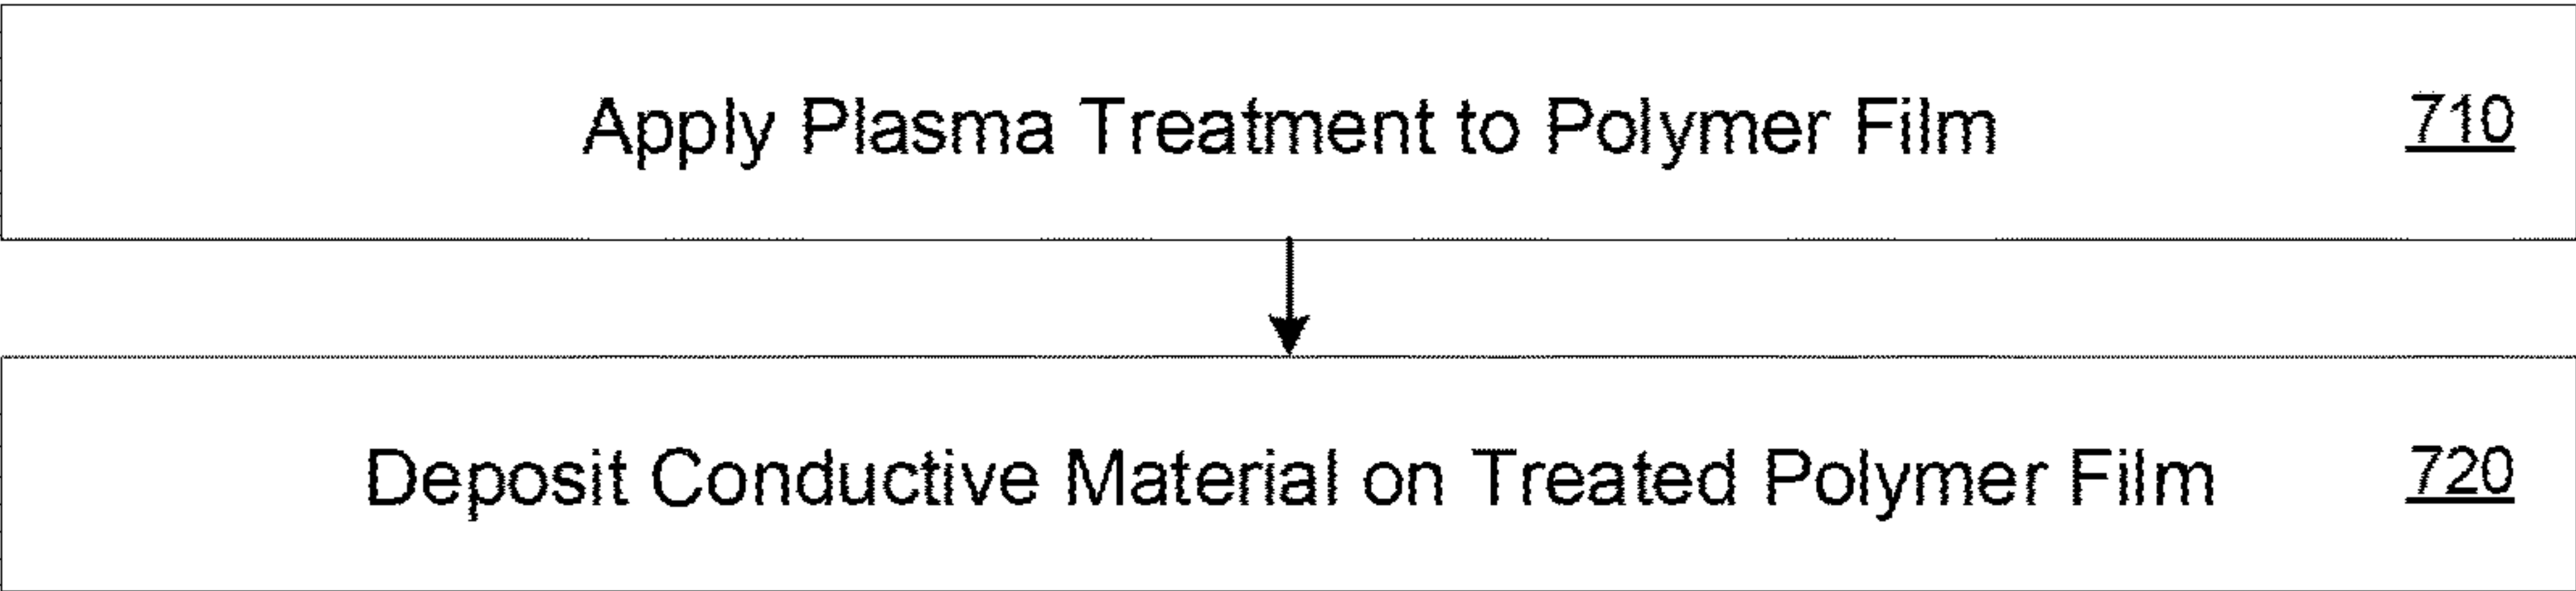 Apply Plasma Treatment to Polymer Film 710
Deposit Conductive Material on Treated Polymer Film 720